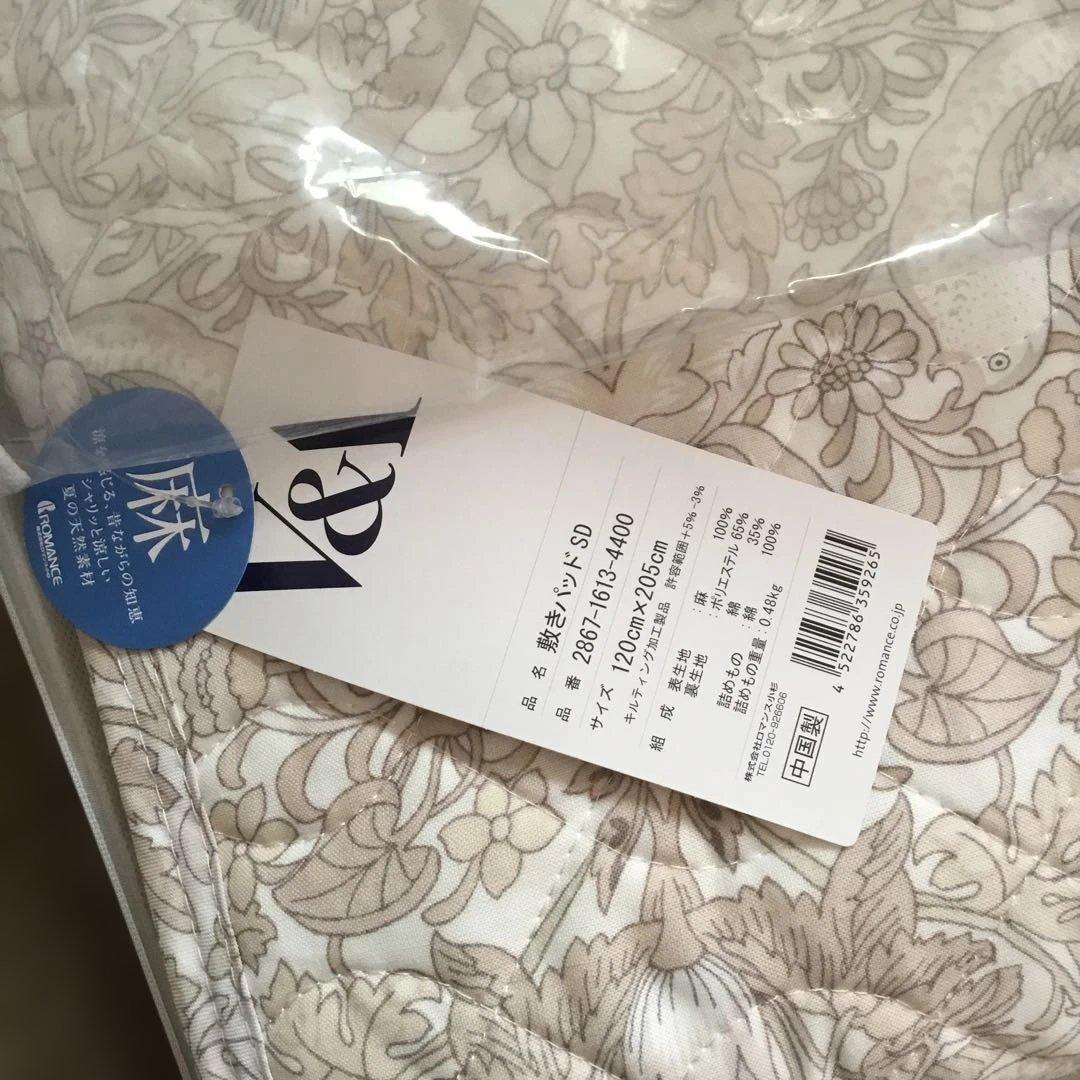 V&A
品名 敷きパッド SD
品番 2867-1613-4400
サイズ 120cm×205cm
キルティング加工製品 許容範囲+5%-3%
組成 表生地 : 麻 100%
裏生地 : ポリエステル 65%
綿 35%
詰めもの : 綿 100%
詰めもの重量 : 0.48kg
株式会社ロマンス小杉
TEL.0120-926606
中国製
4 522786 359265
http://www.romance.co.jp
麻
る、昔ながらの知恵
シャリッと涼しい
夏の天然素材
ROMANCE